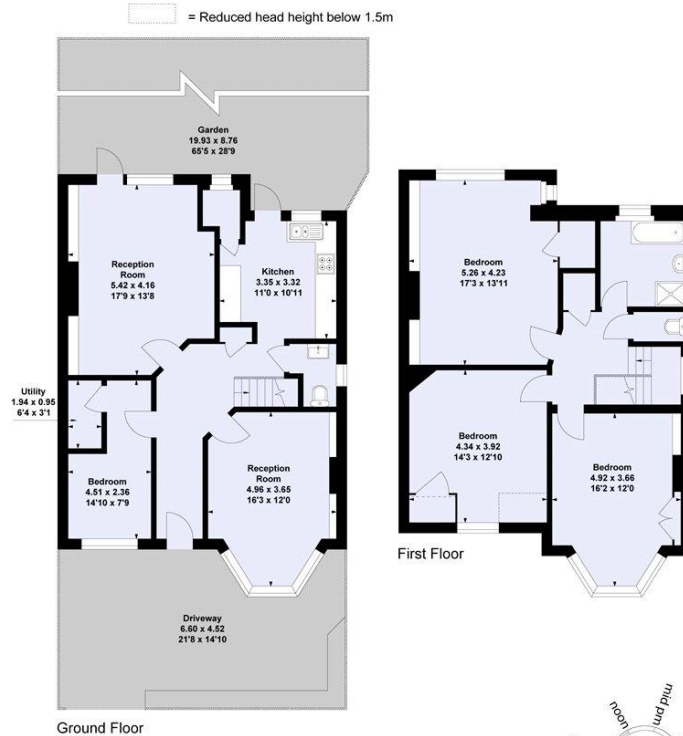 = Reduced head height below 1.5m
Garden
19.93 x 8.76
65'5 x 28'9
Reception
Room
5.42 x 4.16
17'9 x 13'8
Kitchen
3.35 x 3.32
11'0 x 10'11
Utility
1.94 x 0.95
6'4 x 3'1
Bedroom
4.51 x 2.36
14'10 x 7'9
Reception
Room
4.96 x 3.65
16'3 x 12'0
Driveway
6.60 x 4.52
21'8 x 14'10
Ground Floor
Bedroom
5.26 x 4.23
17'3 x 13'11
Bedroom
4.34 x 3.92
14'3 x 12'10
Bedroom
4.92 x 3.66
16'2 x 12'0
First Floor
noon
mid pm